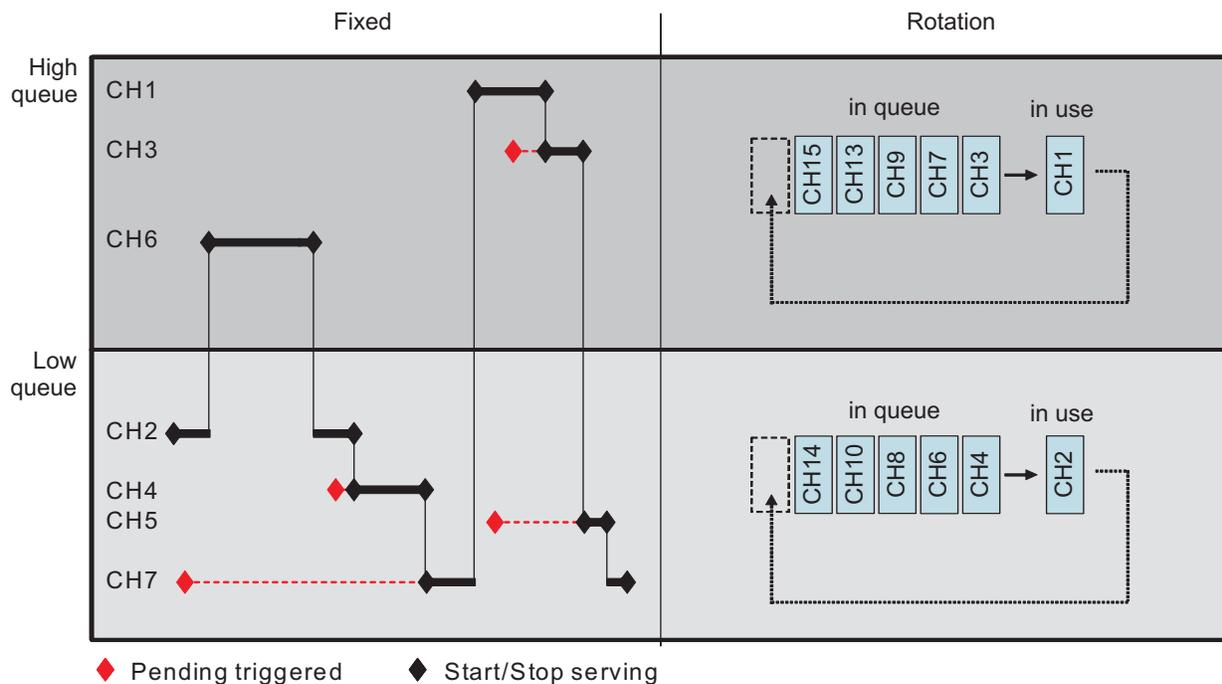 Fixed
Rotation
High
queue
CH1
CH3
CH6
in queue
in use
CH15
CH13
CH9
CH7
CH3
CH1
Low
queue
CH2
CH4
CH5
CH7
in queue
in use
CH14
CH10
CH8
CH6
CH4
CH2
Pending triggered
Start/Stop serving